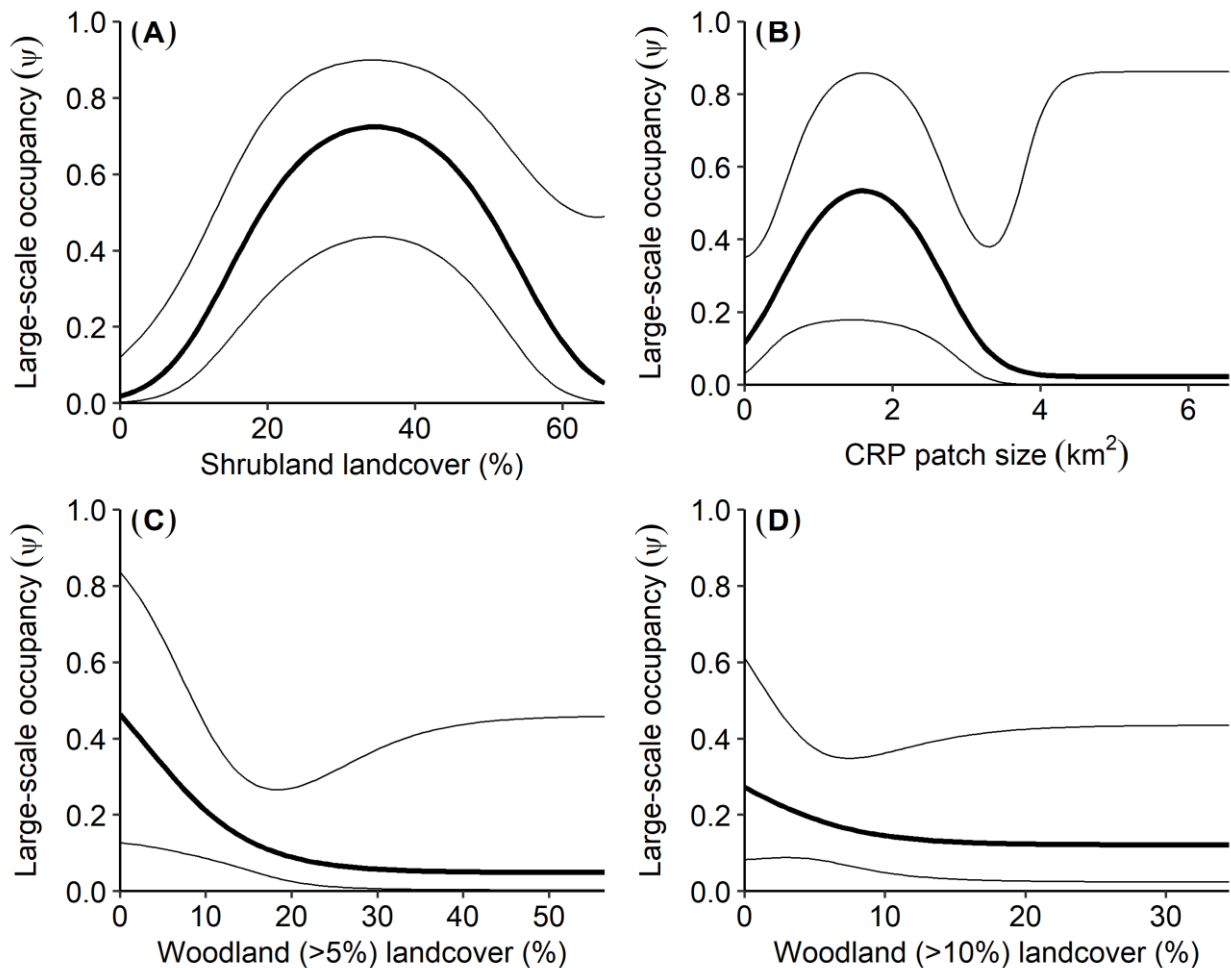 (A)
Large-scale occupancy (ψ)
1.0
0.8
0.6
0.4
0.2
0.0
0 20 40 60
Shrubland landcover (%)
(B)
Large-scale occupancy (ψ)
1.0
0.8
0.6
0.4
0.2
0.0
0 2 4 6
CRP patch size (km²)
(C)
Large-scale occupancy (ψ)
1.0
0.8
0.6
0.4
0.2
0.0
0 10 20 30 40 50
Woodland (>5%) landcover (%)
(D)
Large-scale occupancy (ψ)
1.0
0.8
0.6
0.4
0.2
0.0
0 10 20 30
Woodland (>10%) landcover (%)